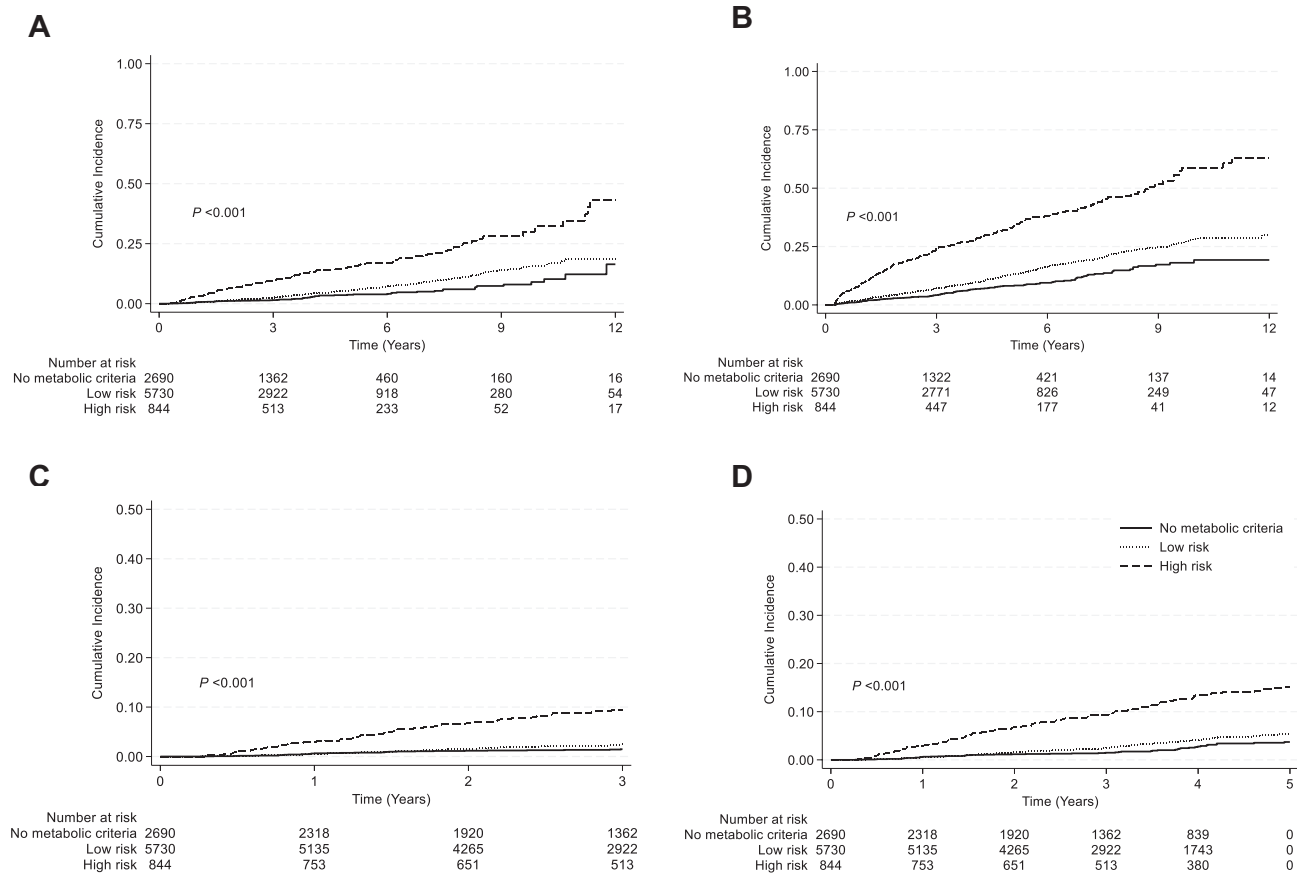 A
Cumulative Incidence
1.00
0.75
0.50
0.25
0.00
P <0.001
0 3 6 9 12
Time (Years)
Number at risk
No metabolic criteria 2690 1362 460 160 16
Low risk 5730 2922 918 280 54
High risk 844 513 233 52 17
B
Cumulative Incidence
1.00
0.75
0.50
0.25
0.00
P <0.001
0 3 6 9 12
Time (Years)
Number at risk
No metabolic criteria 2690 1322 421 137 14
Low risk 5730 2771 826 249 47
High risk 844 447 177 41 12
C
Cumulative Incidence
0.50
0.40
0.30
0.20
0.10
0.00
P <0.001
0 1 2 3
Time (Years)
Number at risk
No metabolic criteria 2690 2318 1920 1362
Low risk 5730 5135 4265 2922
High risk 844 753 651 513
D
Cumulative Incidence
0.50
0.40
0.30
0.20
0.10
0.00
No metabolic criteria
Low risk
High risk
P <0.001
0 1 2 3 4 5
Time (Years)
Number at risk
No metabolic criteria 2690 2318 1920 1362 839 0
Low risk 5730 5135 4265 2922 1743 0
High risk 844 753 651 513 380 0